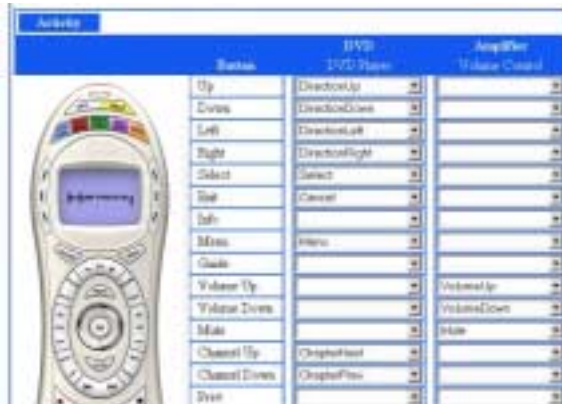 Activity
Button DVD DVD Player Amplifier Volume Control
Up DirectionUp
Down DirectionDown
Left DirectionLeft
Right DirectionRight
Select Select
Exit Cancel
Info
Menu Menu
Guide
Volume Up VolumeUp
Volume Down VolumeDown
Mute Mute
Channel Up ChapterNext
Channel Down ChapterPrev
Harmony